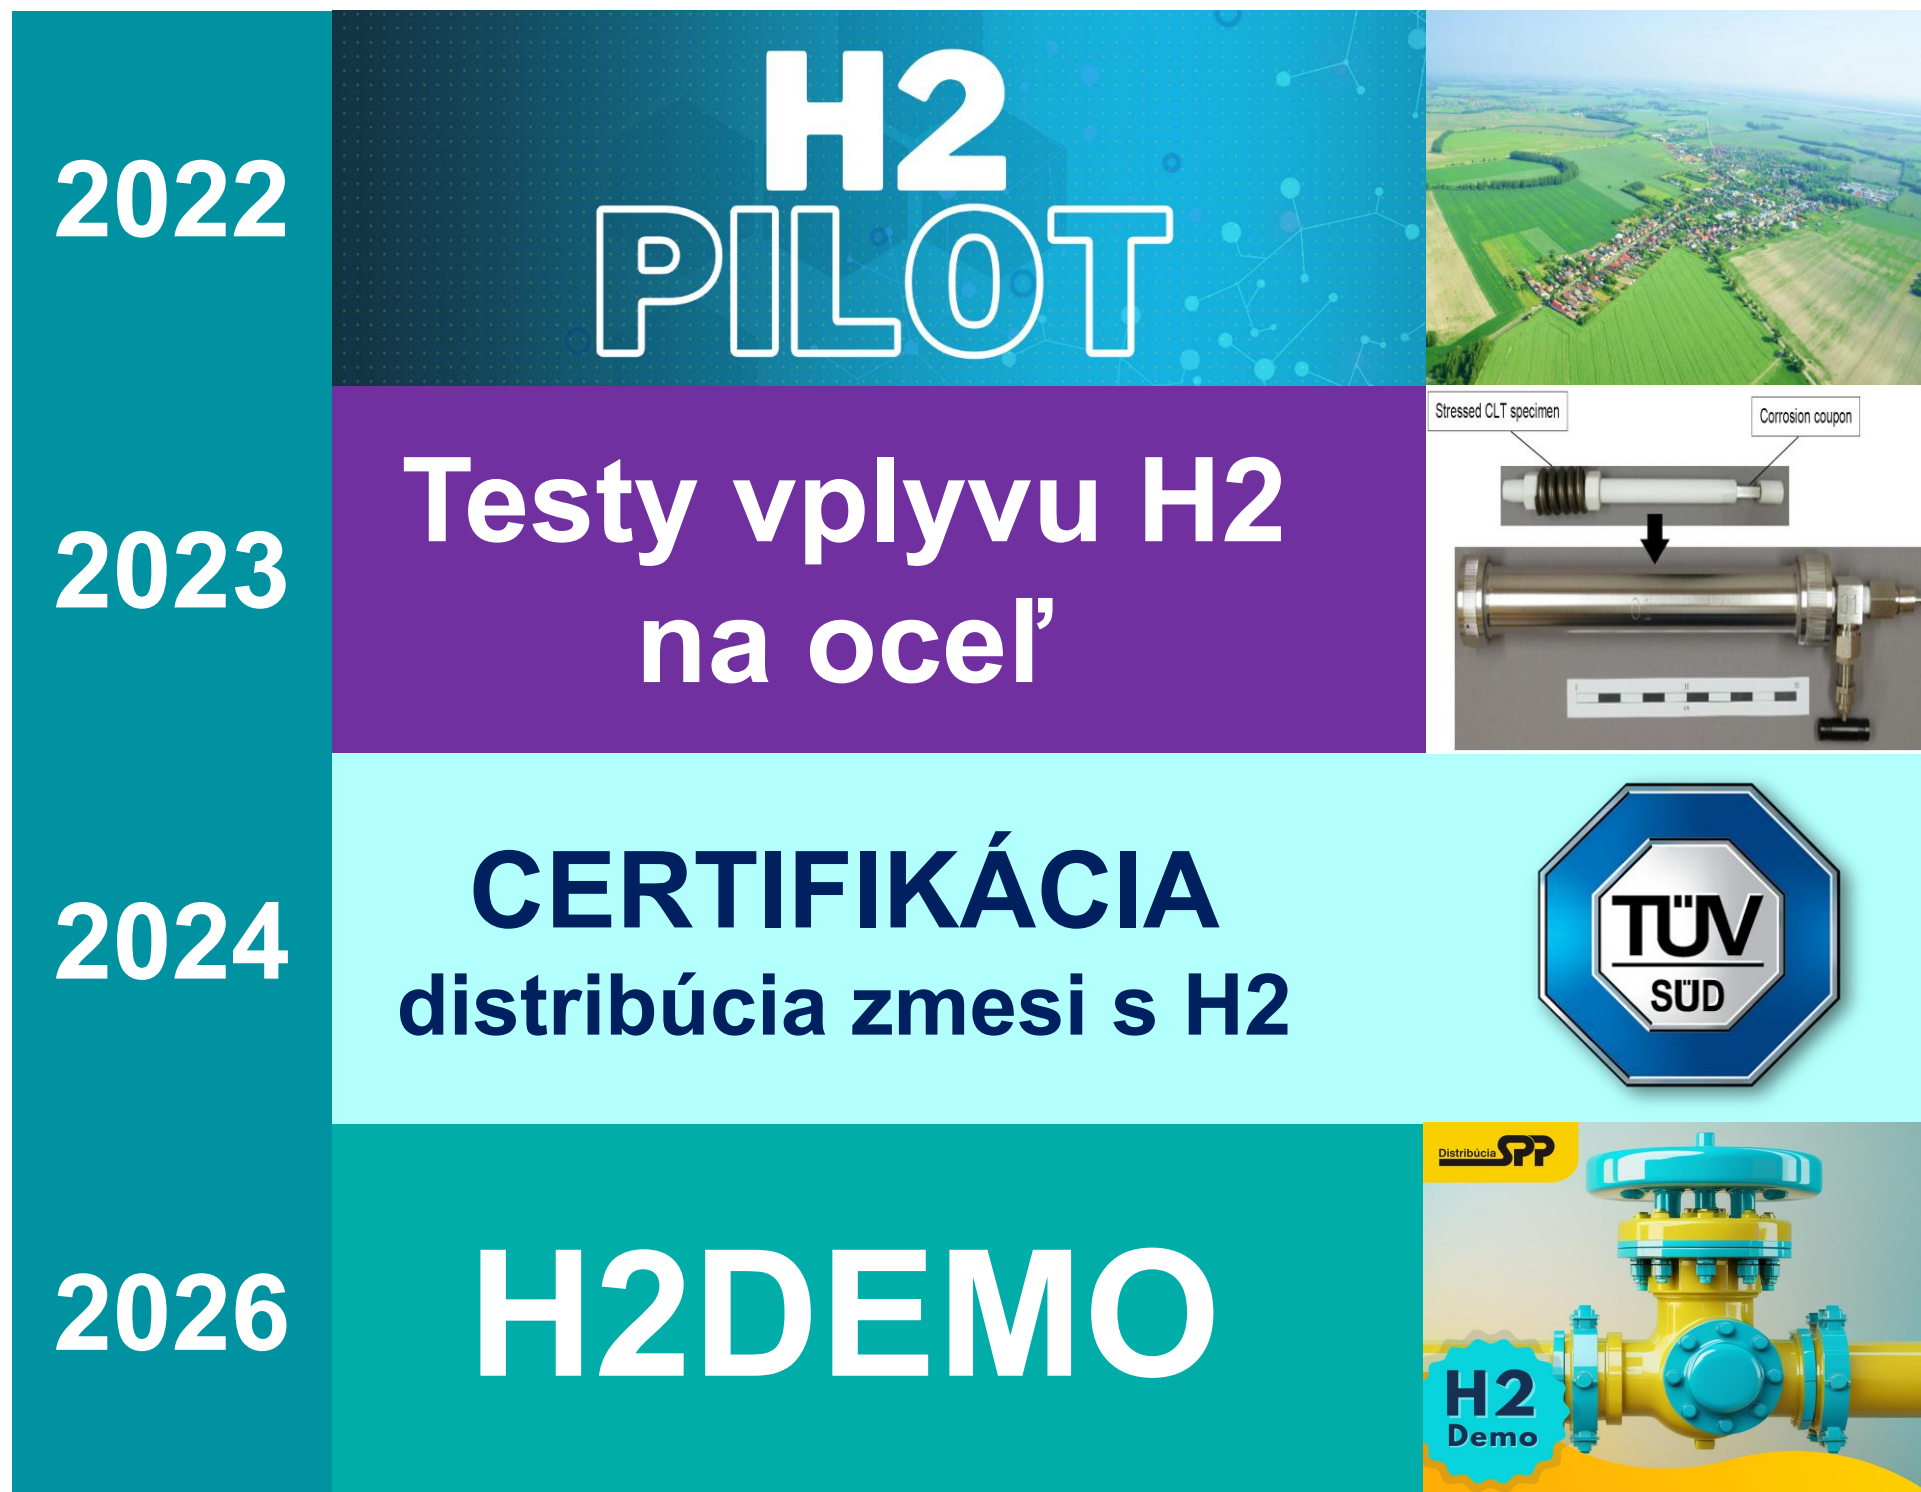 2022
H2
PILOT
2023
Testy vplyvu H2
na oceľ
Stressed CLT specimen
Corrosion coupon
2024
CERTIFIKÁCIA
distribúcia zmesi s H2
TÜV
SÜD
2026
H2DEMO
Distribúcia SPP
H2
Demo